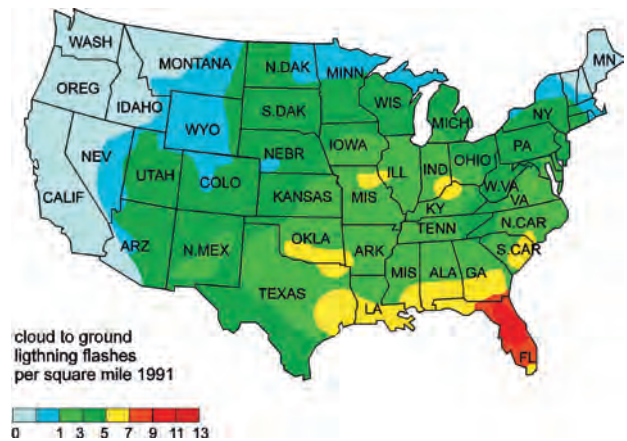 WASH
MONTANA
N.DAK
MINN
MN
OREG
IDAHO
S.DAK
WIS
MICH
NY
WYO
IOWA
PA
NEV
NEBR
ILL
IND
OHIO
UTAH
COLO
W.VA
VA
CALIF
KANSAS
MIS
KY
N.CAR
ARZ
N.MEX
OKLA
ARK
TENN
S.CAR
TEXAS
MIS
ALA
GA
LA
FL
cloud to ground
ligthning flashes
per square mile 1991
0 1 3 5 7 9 11 13